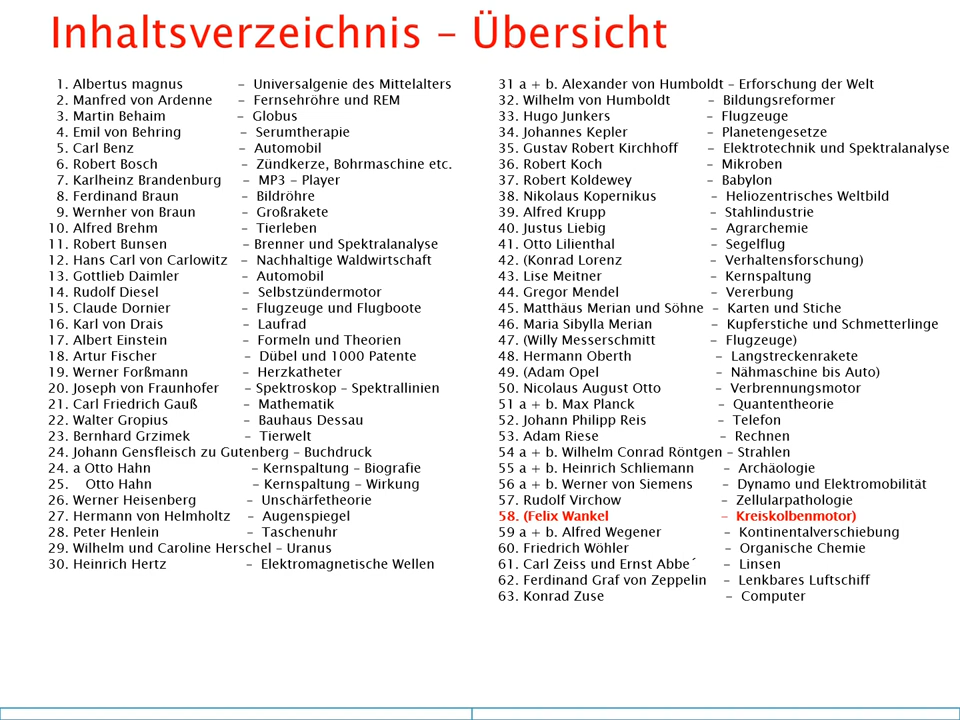 Inhaltsverzeichnis – Übersicht
1. Albertus magnus – Universalgenie des Mittelalters
2. Manfred von Ardenne – Fernsehröhre und REM
3. Martin Behaim – Globus
4. Emil von Behring – Serumtherapie
5. Carl Benz – Automobil
6. Robert Bosch – Zündkerze, Bohrmaschine etc.
7. Karlheinz Brandenburg – MP3 – Player
8. Ferdinand Braun – Bildröhre
9. Wernher von Braun – Großrakete
10. Alfred Brehm – Tierleben
11. Robert Bunsen – Brenner und Spektralanalyse
12. Hans Carl von Carlowitz – Nachhaltige Waldwirtschaft
13. Gottlieb Daimler – Automobil
14. Rudolf Diesel – Selbstzündermotor
15. Claude Dornier – Flugzeuge und Flugboote
16. Karl von Drais – Laufrad
17. Albert Einstein – Formeln und Theorien
18. Artur Fischer – Dübel und 1000 Patente
19. Werner Forßmann – Herzkatheter
20. Joseph von Fraunhofer – Spektroskop – Spektrallinien
21. Carl Friedrich Gauß – Mathematik
22. Walter Gropius – Bauhaus Dessau
23. Bernhard Grzimek – Tierwelt
24. Johann Gensfleisch zu Gutenberg – Buchdruck
24. a Otto Hahn – Kernspaltung – Biografie
25. Otto Hahn – Kernspaltung – Wirkung
26. Werner Heisenberg – Unschärfetheorie
27. Hermann von Helmholtz – Augenspiegel
28. Peter Henlein – Taschenuhr
29. Wilhelm und Caroline Herschel – Uranus
30. Heinrich Hertz – Elektromagnetische Wellen
31 a + b. Alexander von Humboldt – Erforschung der Welt
32. Wilhelm von Humboldt – Bildungsreformer
33. Hugo Junkers – Flugzeuge
34. Johannes Kepler – Planetengesetze
35. Gustav Robert Kirchhoff – Elektrotechnik und Spektralanalyse
36. Robert Koch – Mikroben
37. Robert Koldewey – Babylon
38. Nikolaus Kopernikus – Heliozentrisches Weltbild
39. Alfred Krupp – Stahlindustrie
40. Justus Liebig – Agrarchemie
41. Otto Lilienthal – Segelflug
42. (Konrad Lorenz – Verhaltensforschung)
43. Lise Meitner – Kernspaltung
44. Gregor Mendel – Vererbung
45. Matthäus Merian und Söhne – Karten und Stiche
46. Maria Sibylla Merian – Kupferstiche und Schmetterlinge
47. (Willy Messerschmitt – Flugzeuge)
48. Hermann Oberth – Langstreckenrakete
49. (Adam Opel – Nähmaschine bis Auto)
50. Nicolaus August Otto – Verbrennungsmotor
51 a + b. Max Planck – Quantentheorie
52. Johann Philipp Reis – Telefon
53. Adam Riese – Rechnen
54 a + b. Wilhelm Conrad Röntgen – Strahlen
55 a + b. Heinrich Schliemann – Archäologie
56 a + b. Werner von Siemens – Dynamo und Elektromobilität
57. Rudolf Virchow – Zellularpathologie
58. (Felix Wankel – Kreiskolbenmotor)
59 a + b. Alfred Wegener – Kontinentalverschiebung
60. Friedrich Wöhler – Organische Chemie
61. Carl Zeiss und Ernst Abbe´ – Linsen
62. Ferdinand Graf von Zeppelin – Lenkbares Luftschiff
63. Konrad Zuse – Computer